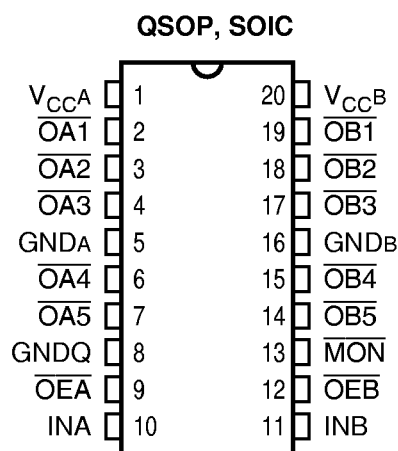 QSOP, SOIC
VCCA 1 20 VCCB
OA1 2 19 OB1
OA2 3 18 OB2
OA3 4 17 OB3
GNDA 5 16 GNDB
OA4 6 15 OB4
OA5 7 14 OB5
GNDQ 8 13 MON
OEA 9 12 OEB
INA 10 11 INB